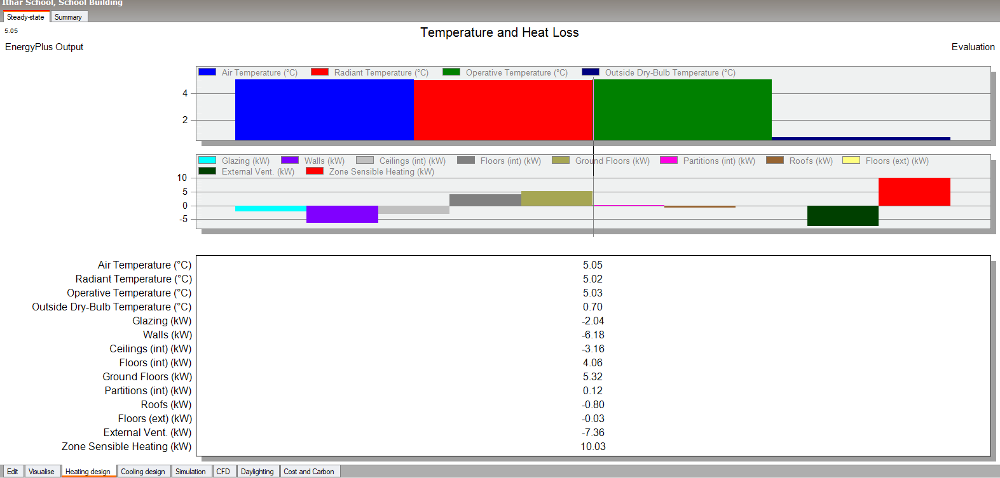 Ithar School, School Building
Steady-state Summary
5.05
Temperature and Heat Loss
EnergyPlus Output
Evaluation
Air Temperature (°C) Radiant Temperature (°C) Operative Temperature (°C) Outside Dry-Bulb Temperature (°C)
4
2
Glazing (kW) Walls (kW) Ceilings (int) (kW) Floors (int) (kW) Ground Floors (kW) Partitions (int) (kW) Roofs (kW) Floors (ext) (kW)
External Vent. (kW) Zone Sensible Heating (kW)
10
5
0
-5
Air Temperature (°C) 5.05
Radiant Temperature (°C) 5.02
Operative Temperature (°C) 5.03
Outside Dry-Bulb Temperature (°C) 0.70
Glazing (kW) -2.04
Walls (kW) -6.18
Ceilings (int) (kW) -3.16
Floors (int) (kW) 4.06
Ground Floors (kW) 5.32
Partitions (int) (kW) 0.12
Roofs (kW) -0.80
Floors (ext) (kW) -0.03
External Vent. (kW) -7.36
Zone Sensible Heating (kW) 10.03
Edit Visualise Heating design Cooling design Simulation CFD Daylighting Cost and Carbon